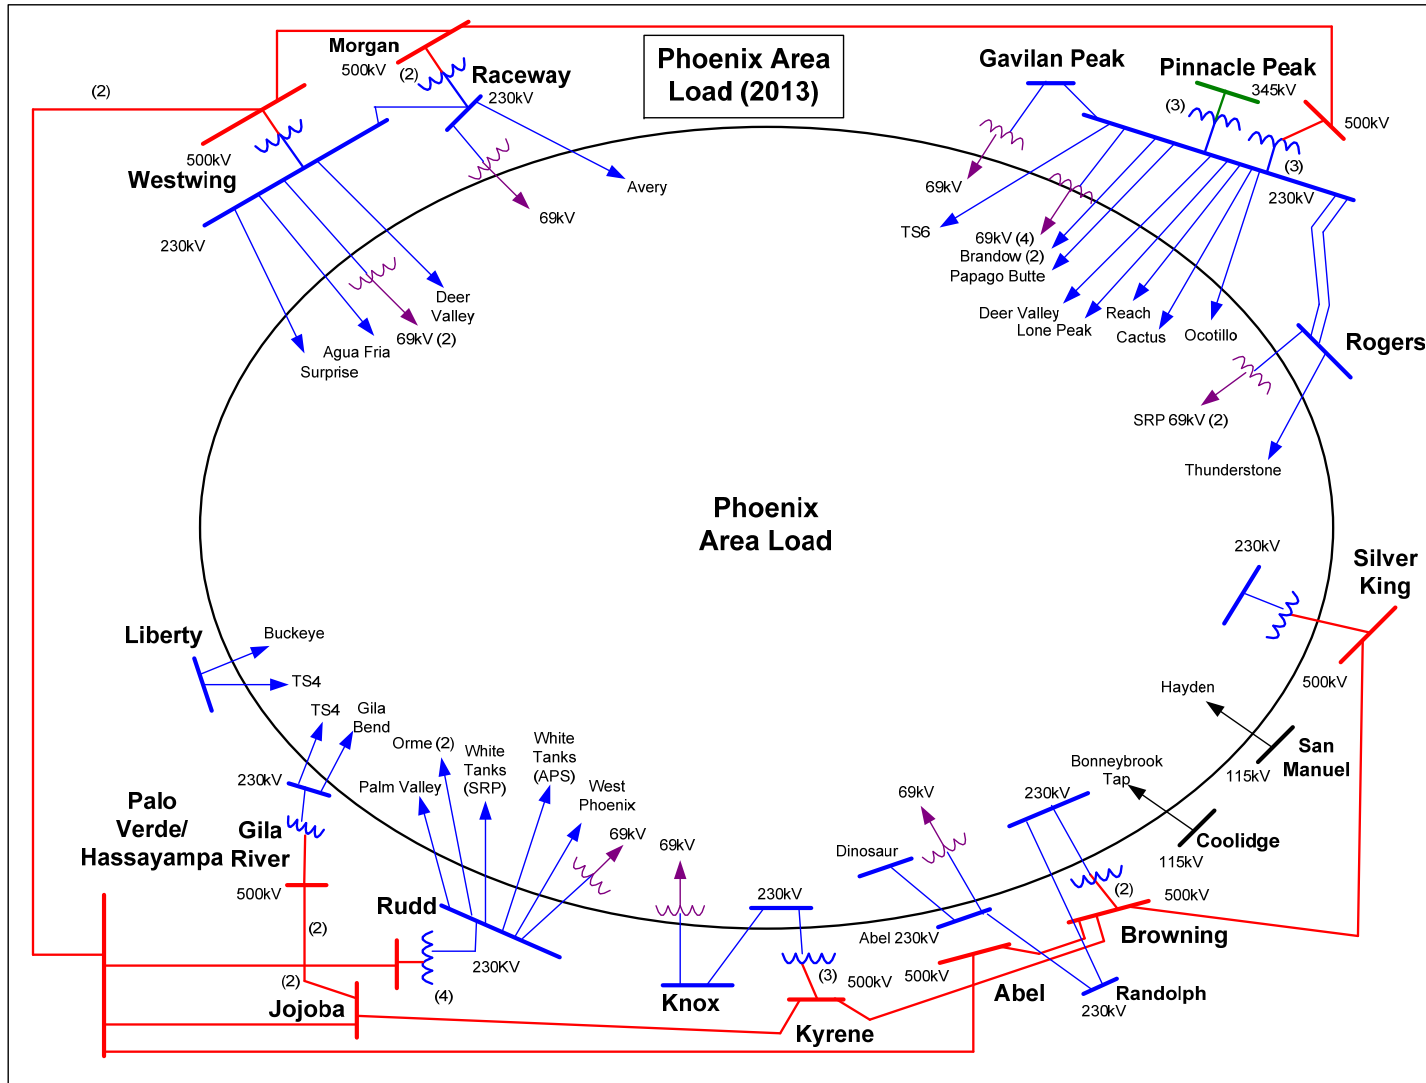 Phoenix Area
Load (2013)
Morgan
500kV
(2)
Raceway
230kV
(2)
500kV
Westwing
230kV
69kV
Avery
Deer
Valley
69kV (2)
Agua Fria
Surprise
Gavilan Peak
Pinnacle Peak
345kV
(3)
500kV
(3)
230kV
69kV
TS6
69kV (4)
Brandow (2)
Papago Butte
Deer Valley
Lone Peak
Reach
Cactus
Ocotillo
Rogers
SRP 69kV (2)
Thunderstone
Phoenix
Area Load
230kV
Silver
King
500kV
Hayden
San
Manuel
115kV
Bonneybrook
Tap
Coolidge
115kV
Liberty
Buckeye
TS4
TS4
Gila
Bend
230kV
Gila
River
500kV
(2)
(2)
Palo
Verde/
Hassayampa
Jojoba
Orme (2)
Palm Valley
White
Tanks
(SRP)
White
Tanks
(APS)
West
Phoenix
69kV
Rudd
230KV
(4)
69kV
Knox
230kV
(3)
500kV
Kyrene
69kV
Dinosaur
Abel 230kV
500kV
Abel
230kV
(2)
500kV
Browning
Randolph
230kV